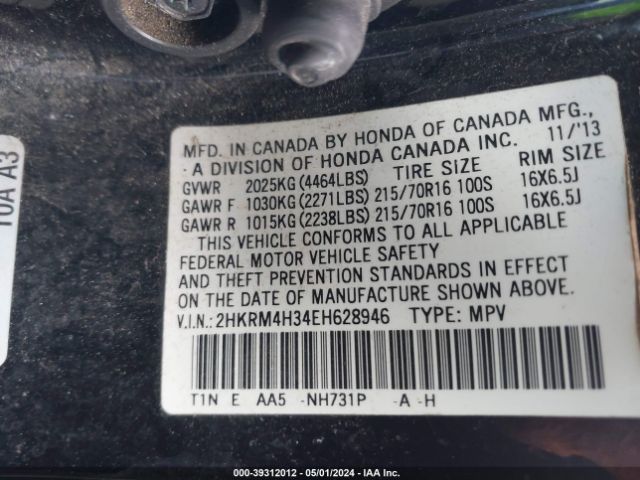 MFD. IN CANADA BY HONDA OF CANADA MFG.,
A DIVISION OF HONDA CANADA INC. 11/'13
GVWR 2025KG (4464LBS) TIRE SIZE RIM SIZE
GAWR F 1030KG (2271LBS) 215/70R16 100S 16X6.5J
GAWR R 1015KG (2238LBS) 215/70R16 100S 16X6.5J
THIS VEHICLE CONFORMS TO ALL APPLICABLE
FEDERAL MOTOR VEHICLE SAFETY
AND THEFT PREVENTION STANDARDS IN EFFECT
ON THE DATE OF MANUFACTURE SHOWN ABOVE.
V.I.N.: 2HKRM4H34EH628946 TYPE: MPV
T1N E AA5 -NH731P -A -H
T0A A3
000-39312012 - 05/01/2024 - IAA Inc.